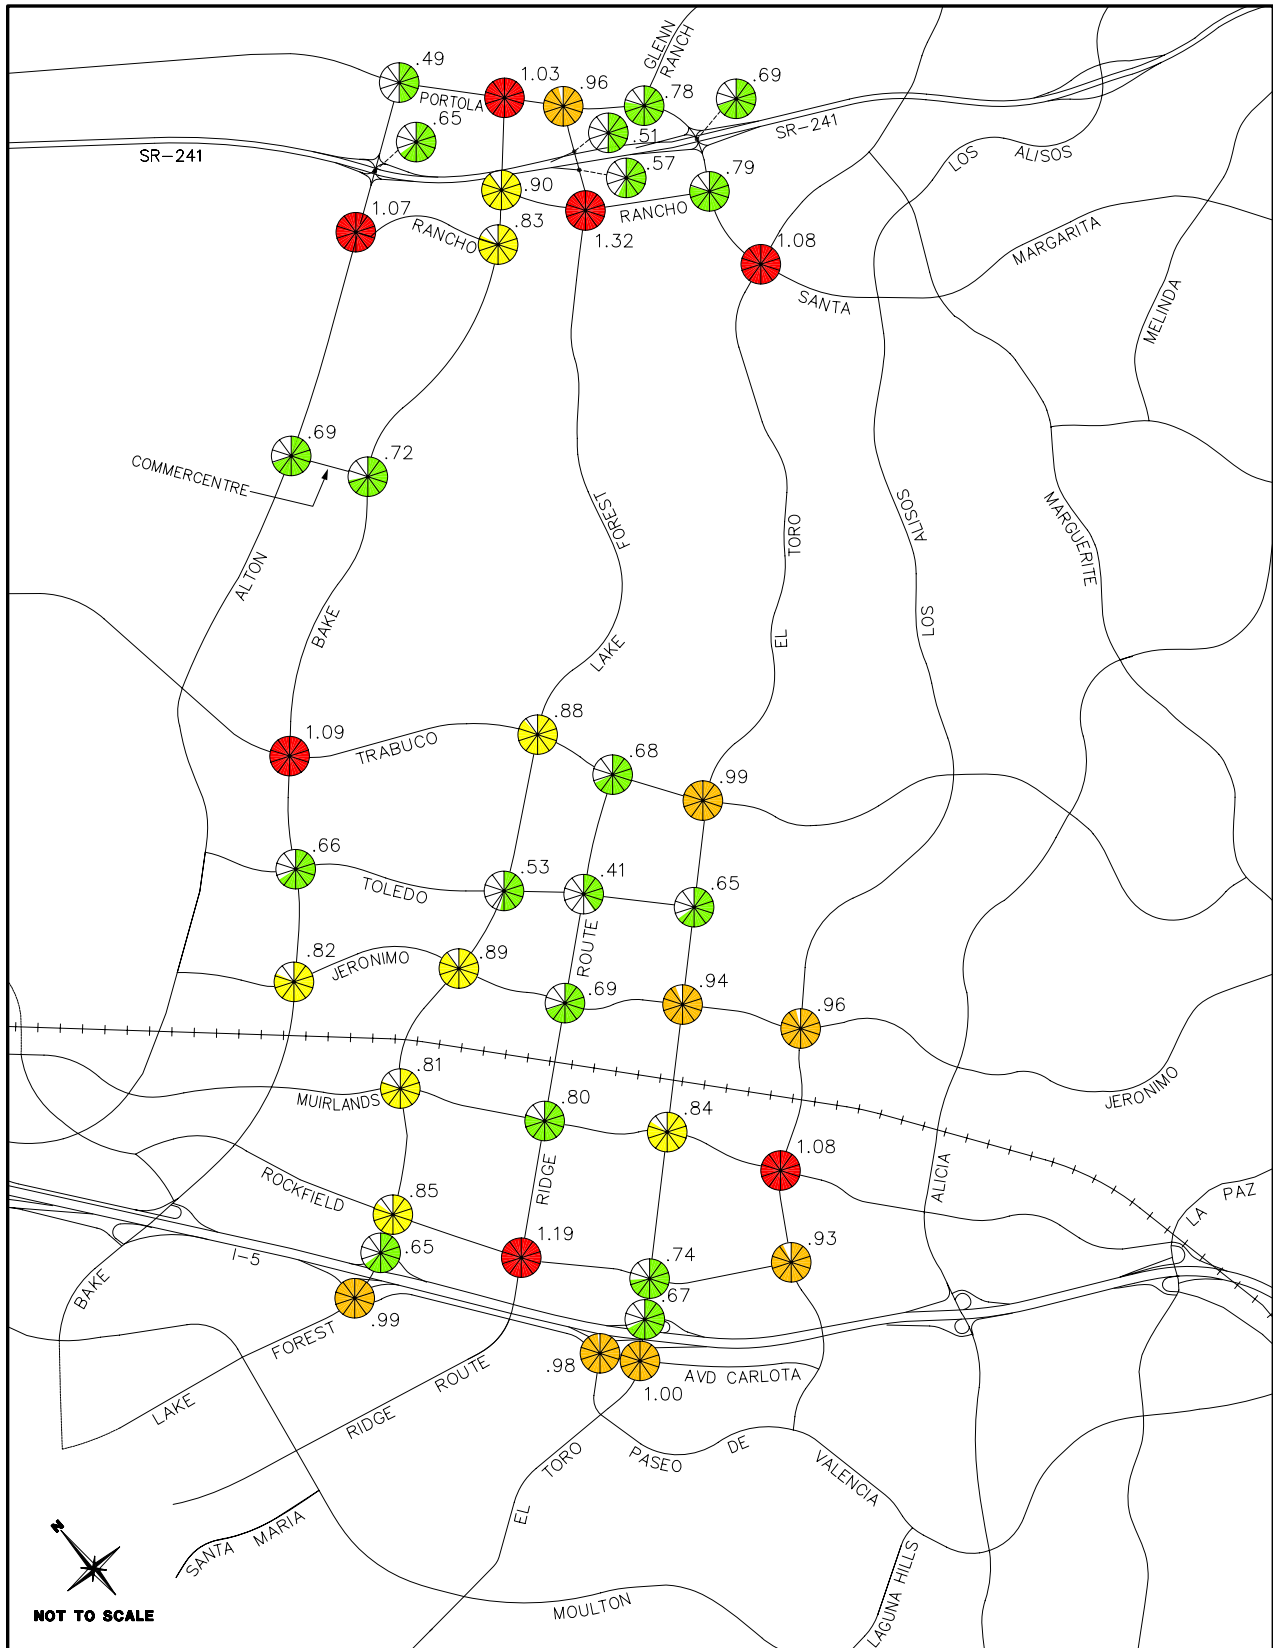 GLENN
RANCH
.49
1.03
.96
.78
.69
PORTOLA
.65
.51
SR-241
SR-241
.57
.79
LOS
ALISOS
.90
1.07
RANCHO
.83
RANCHO
1.32
1.08
SANTA
MARGARITA
MELINDA
.69
.72
COMMERCENTRE
ALTON
BAKE
FOREST
LAKE
TORO
EL
ALISOS
LOS
MARGUERITE
1.09
TRABUCO
.88
.68
.99
.66
TOLEDO
.53
.41
.65
.82
JERONIMO
.89
ROUTE
.69
.94
.96
MUIRLANDS
.81
.80
.84
JERONIMO
1.08
ROCKFIELD
RIDGE
ALICIA
LA PAZ
.85
I-5
.65
1.19
.74
.93
BAKE
.67
.99
FOREST
LAKE
.98
1.00
AVD CARLOTA
ROUTE
RIDGE
TORO
EL
PASEO
DE
VALENCIA
SANTA MARIA
LAGUNA HILLS
MOULTON
N
NOT TO SCALE